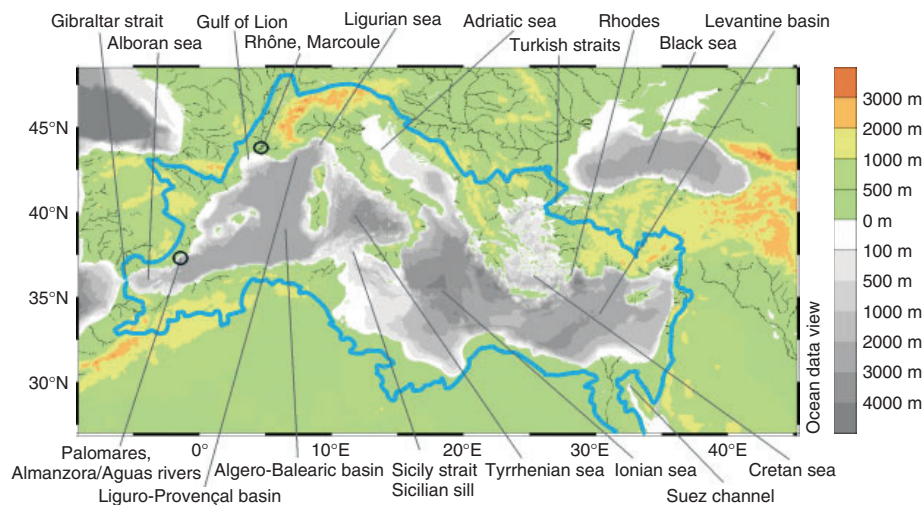 Gibraltar strait
Alboran sea
Gulf of Lion
Rhône, Marcoule
Ligurian sea
Adriatic sea
Turkish straits
Rhodes
Black sea
Levantine basin
45°N
40°N
35°N
30°N
0°
10°E
20°E
30°E
40°E
Ocean data view
3000 m
2000 m
1000 m
500 m
0 m
100 m
500 m
1000 m
2000 m
3000 m
4000 m
Palomares,
Almanzora/Aguas rivers
Liguro-Provençal basin
Algero-Balearic basin
Sicily strait
Sicilian sill
Tyrrhenian sea
Ionian sea
Suez channel
Cretan sea